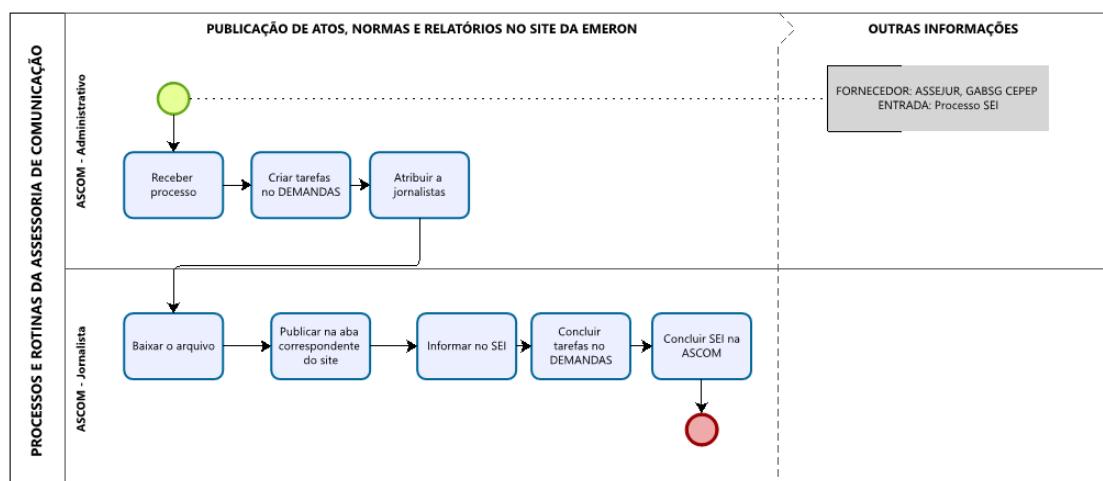 PROCESSOS E ROTINAS DA ASSESSORIA DE COMUNICAÇÃO
PUBLICAÇÃO DE ATOS, NORMAS E RELATÓRIOS NO SITE DA EMERON
OUTRAS INFORMAÇÕES
ASCOM - Administrativo
FORNECEDOR: ASSEJUR, GABSG CEPEP
ENTRADA: Processo SEI
Receber
processo
Criar tarefas
no DEMANDAS
Atribuir a
jornalistas
ASCOM - Jornalista
Baixar o arquivo
Publicar na aba
correspondente
do site
Informar no SEI
Concluir
tarefas no
DEMANDAS
Concluir SEI na
ASCOM